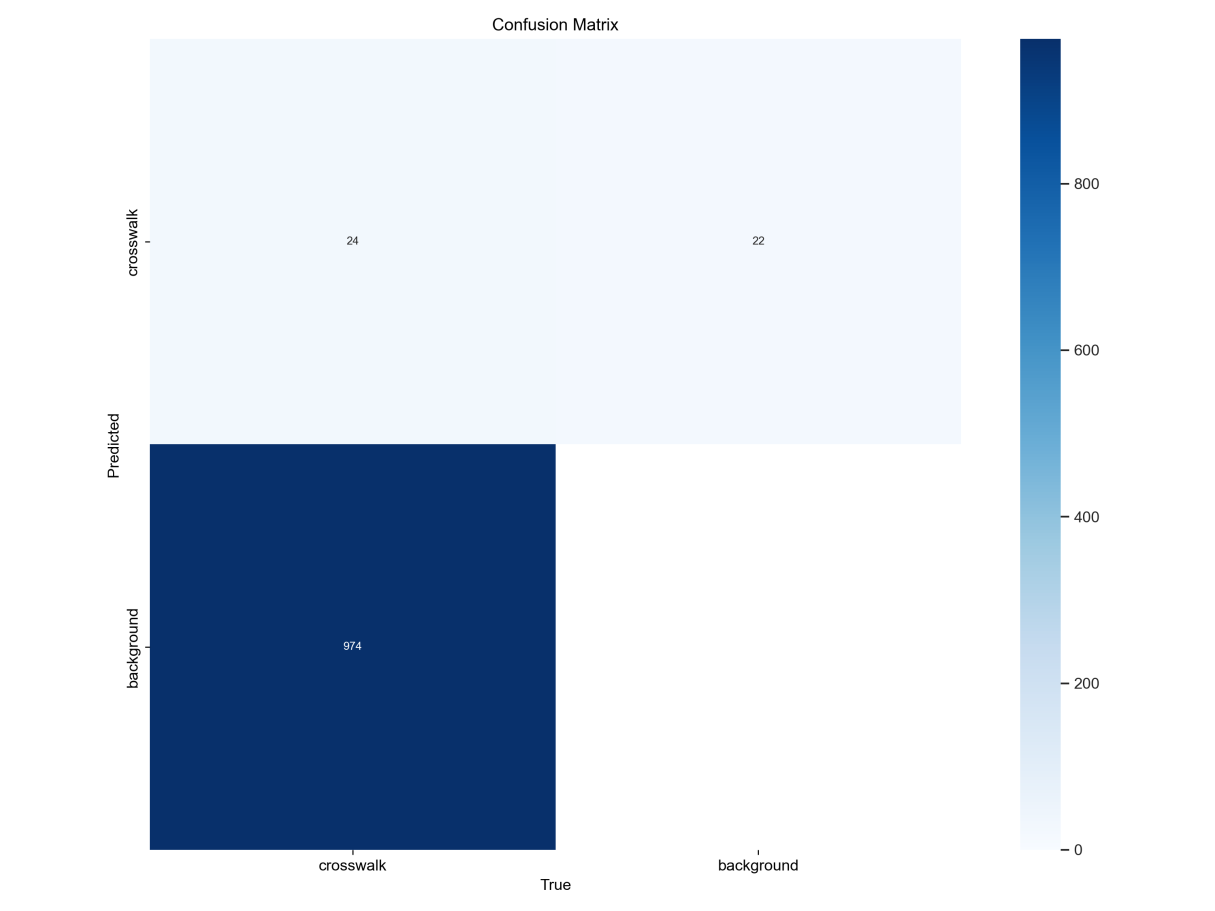 Confusion Matrix
crosswalk
24
22
800
600
Predicted
400
background
974
200
0
crosswalk
background
True